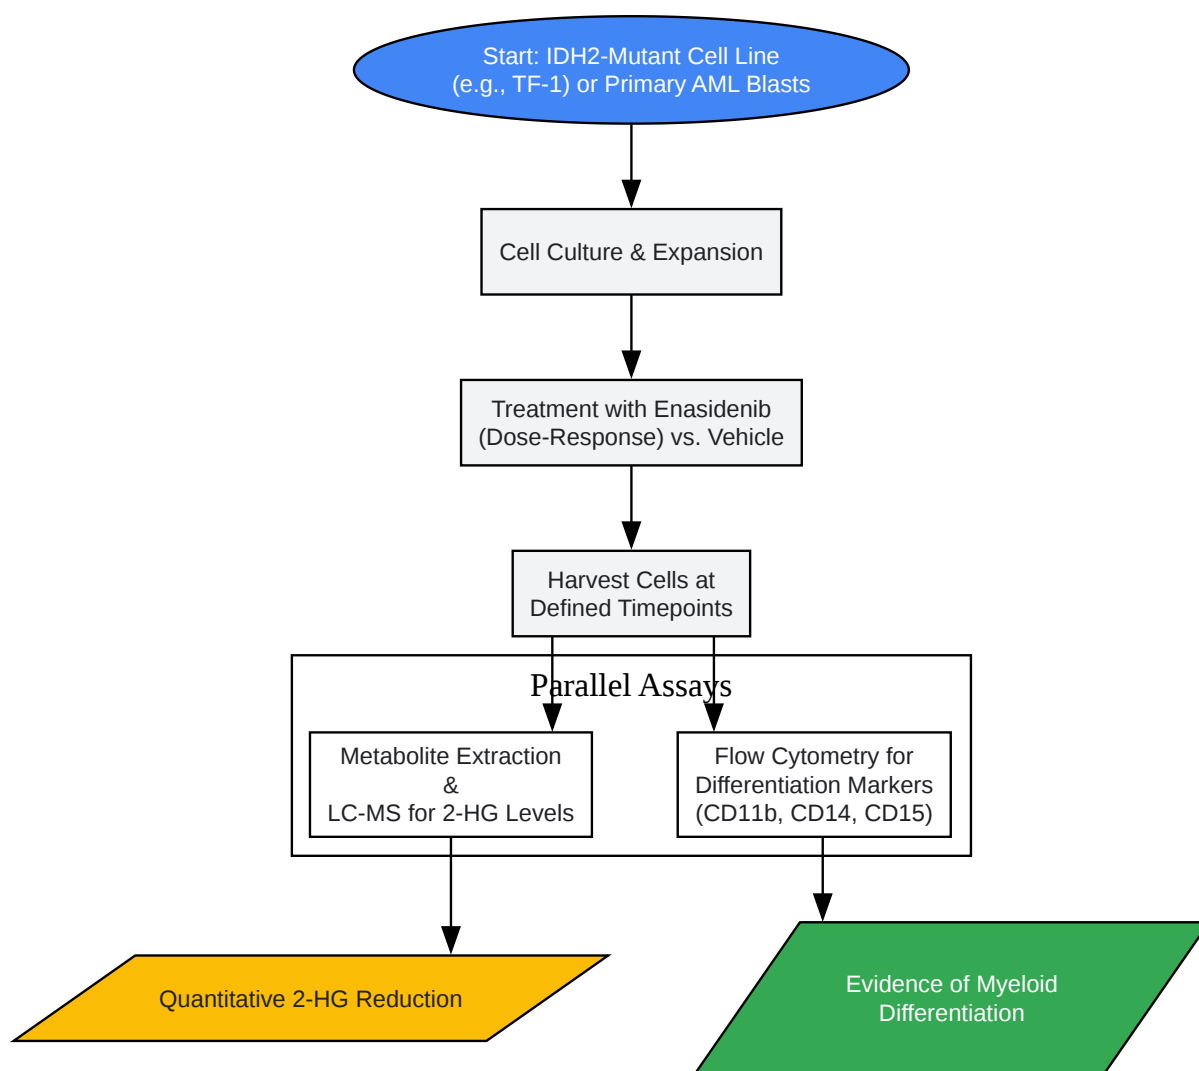 Start: IDH2-Mutant Cell Line
(e.g., TF-1) or Primary AML Blasts
Cell Culture & Expansion
Treatment with Enasidenib
(Dose-Response) vs. Vehicle
Harvest Cells at
Defined Timepoints
Parallel Assays
Metabolite Extraction
&
LC-MS for 2-HG Levels
Flow Cytometry for
Differentiation Markers
(CD11b, CD14, CD15)
Quantitative 2-HG Reduction
Evidence of Myeloid
Differentiation